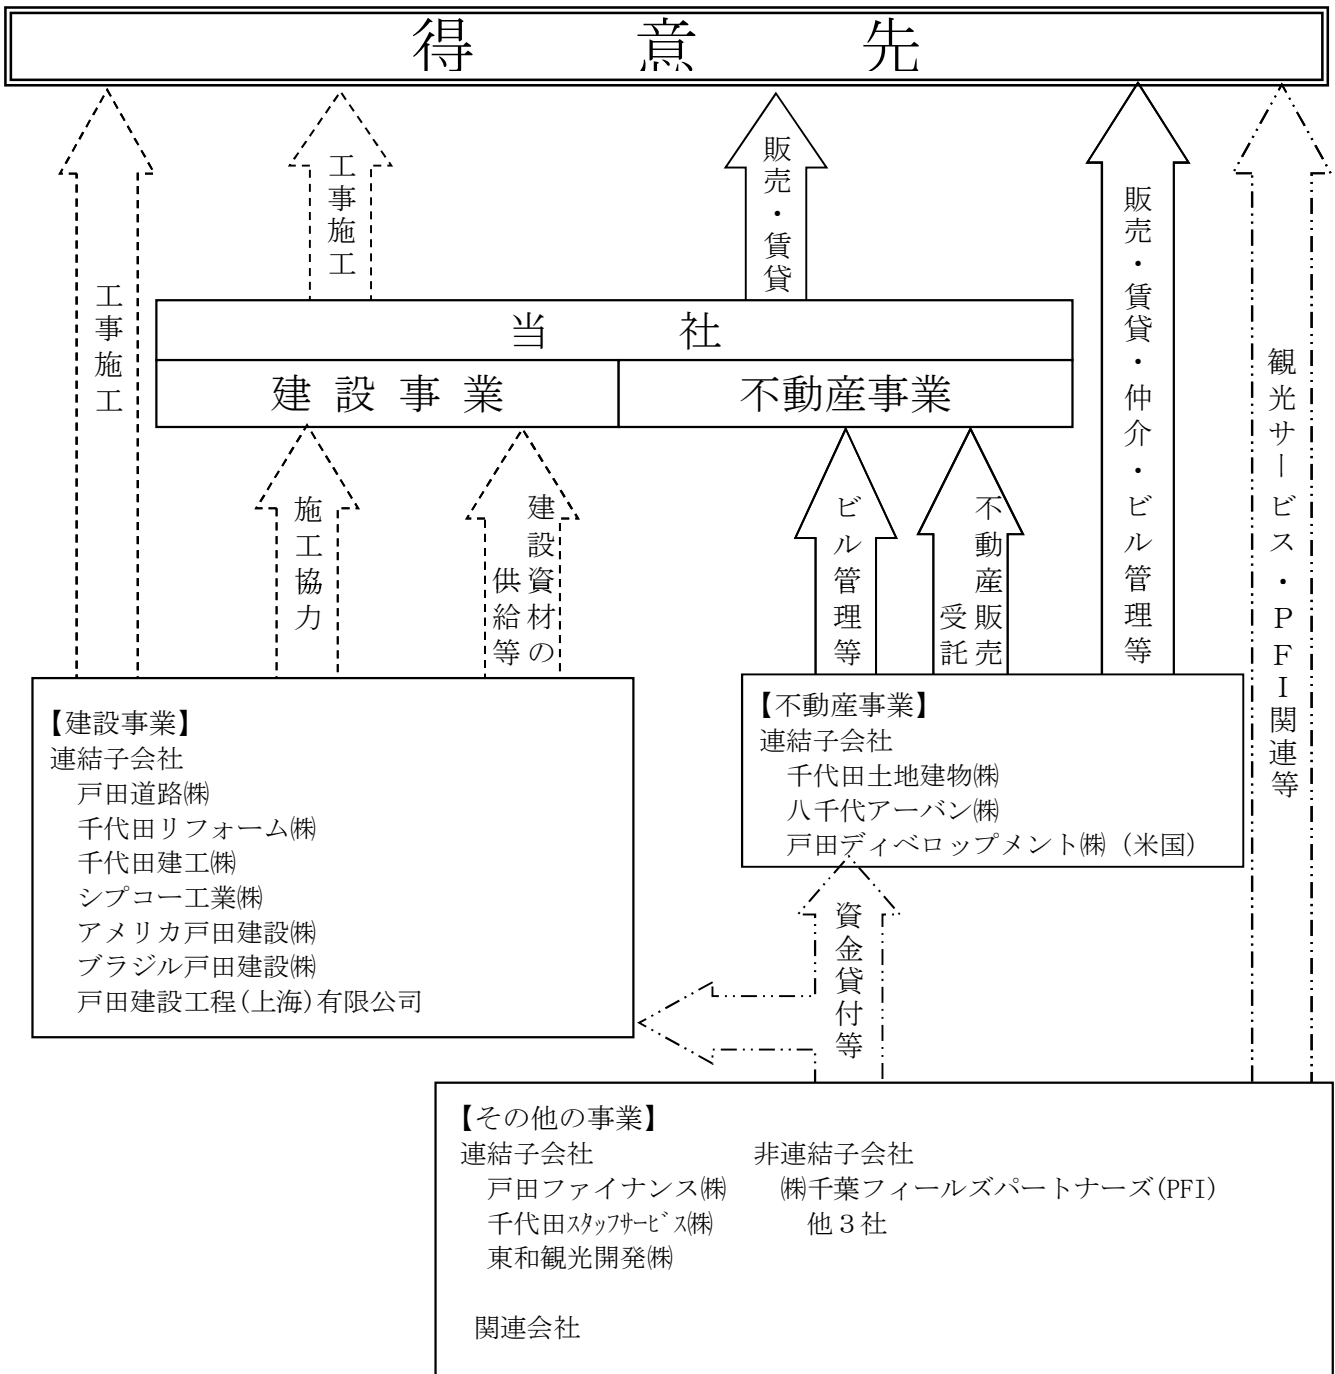 得意先
工事施工
工事施工
販売・賃貸
販売・賃貸・仲介・ビル管理等
観光サービス・ＰＦＩ関連等
当社
建設事業
不動産事業
施工協力
建設資材の
供給等
ビル管理等
不動産販売
受託
【建設事業】
連結子会社
戸田道路㈱
千代田リフォーム㈱
千代田建工㈱
シプコー工業㈱
アメリカ戸田建設㈱
ブラジル戸田建設㈱
戸田建設工程(上海)有限公司
【不動産事業】
連結子会社
千代田土地建物㈱
八千代アーバン㈱
戸田ディベロップメント㈱（米国）
資金貸付等
【その他の事業】
連結子会社
戸田ファイナンス㈱
千代田ｽﾀｯﾌｻｰﾋﾞｽ㈱
東和観光開発㈱
非連結子会社
㈱千葉フィールズパートナーズ(PFI)
他３社
関連会社